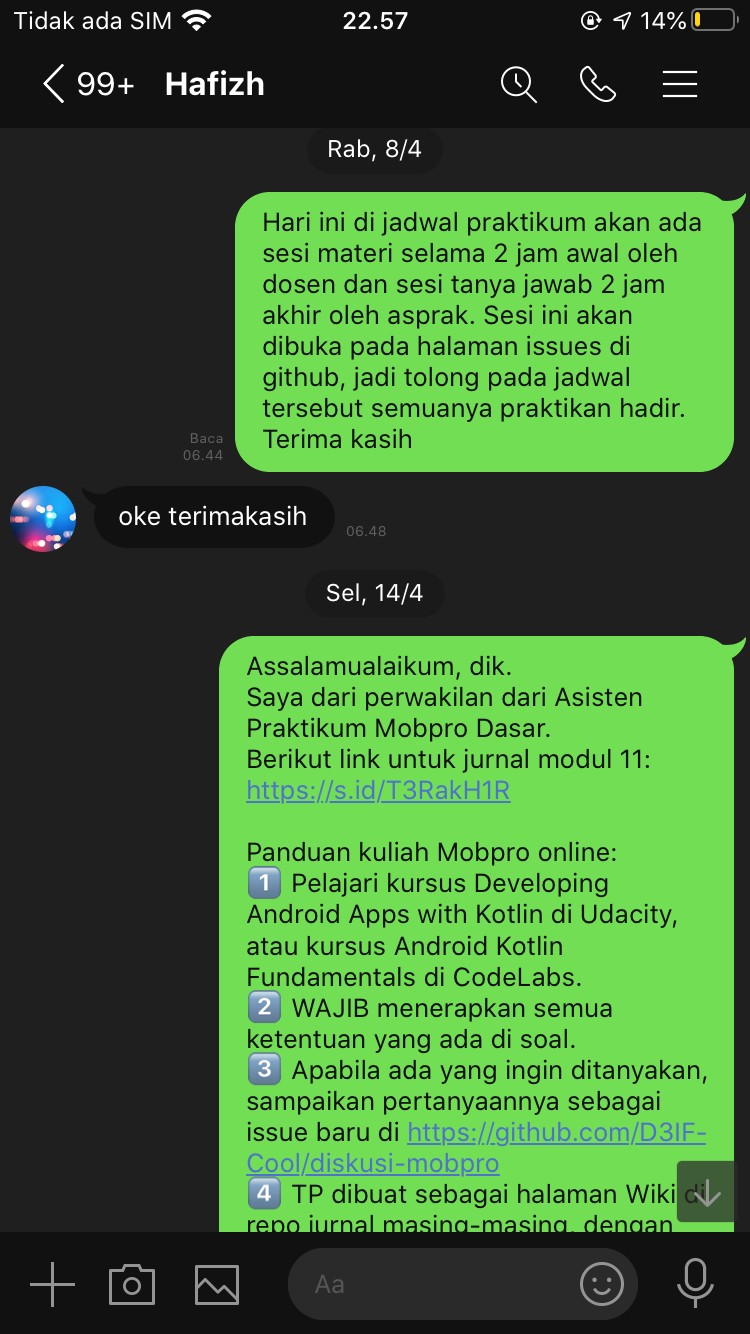 Tidak ada SIM 22.57 14%
99+ Hafizh
Rab, 8/4
Hari ini di jadwal praktikum akan ada
sesi materi selama 2 jam awal oleh
dosen dan sesi tanya jawab 2 jam
akhir oleh asprak. Sesi ini akan
dibuka pada halaman issues di
github, jadi tolong pada jadwal
tersebut semuanya praktikan hadir.
Terima kasih
Baca
06.44
oke terimakasih
06.48
Sel, 14/4
Assalamualaikum, dik.
Saya dari perwakilan dari Asisten
Praktikum Mobpro Dasar.
Berikut link untuk jurnal modul 11:
https://s.id/T3RakH1R
Panduan kuliah Mobpro online:
1️⃣ Pelajari kursus Developing
Android Apps with Kotlin di Udacity,
atau kursus Android Kotlin
Fundamentals di CodeLabs.
2️⃣ WAJIB menerapkan semua
ketentuan yang ada di soal.
3️⃣ Apabila ada yang ingin ditanyakan,
sampaikan pertanyaannya sebagai
issue baru di https://github.com/D3IF-
Cool/diskusi-mobpro
4️⃣ TP dibuat sebagai halaman Wiki di
repo jurnal masing-masing, dengan
Aa